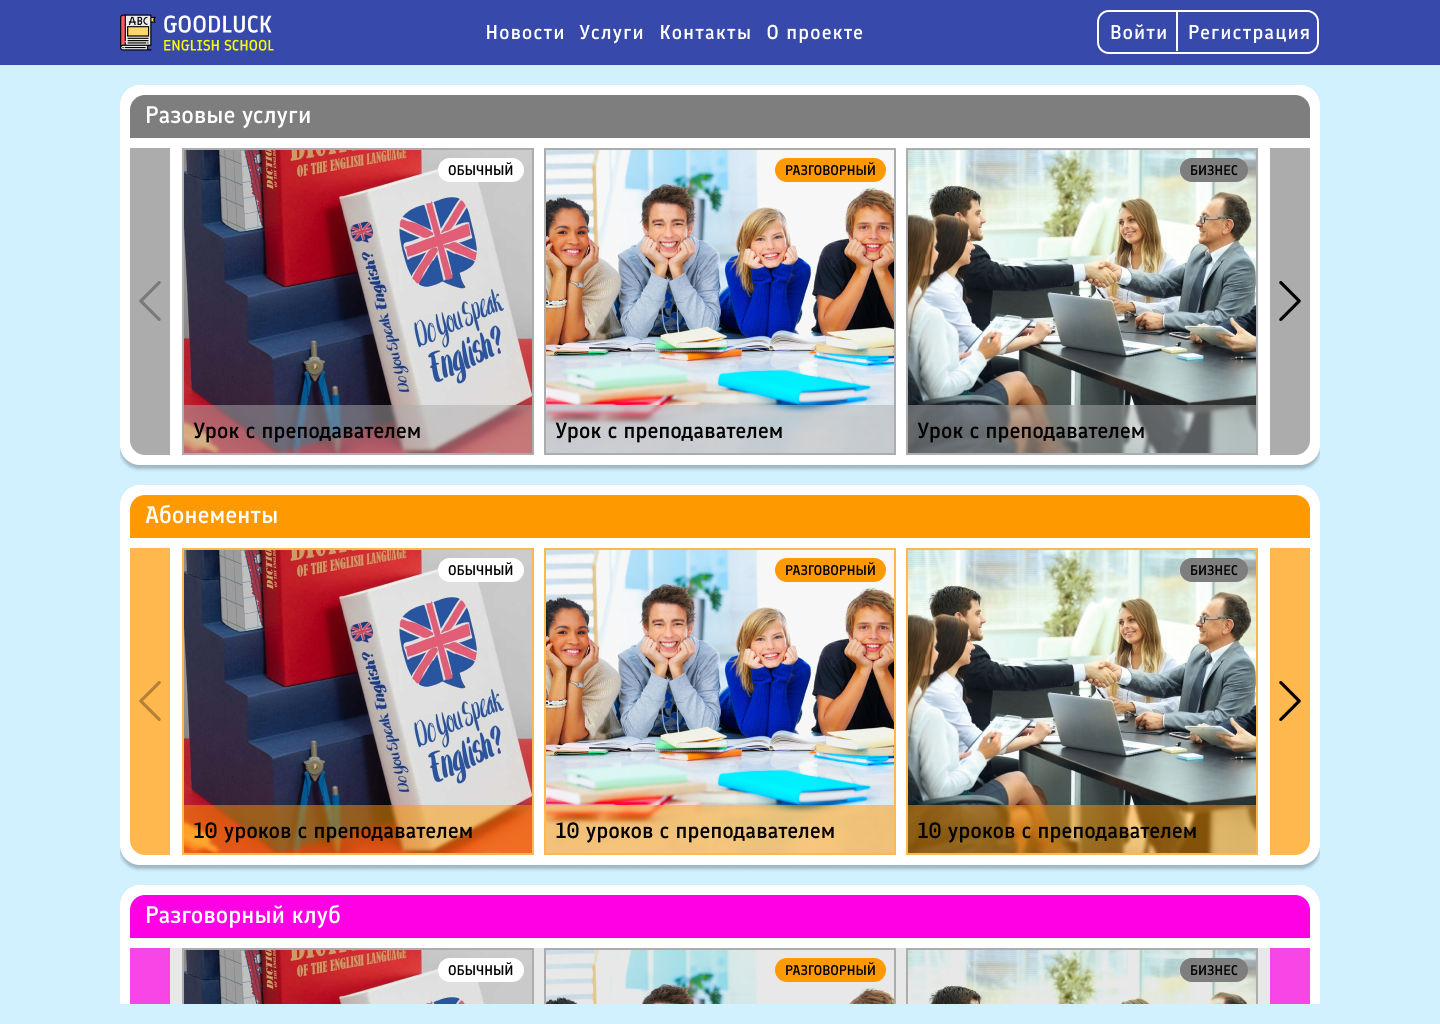 ABC
GOODLUCK
ENGLISH SCHOOL
Новости Услуги Контакты О проекте
Войти Регистрация
Разовые услуги
OF THE ENGLISH LANGUAGE
ОБЫЧНЫЙ
Do You Speak English?
Do You Speak
English?
Урок с преподавателем
РАЗГОВОРНЫЙ
Урок с преподавателем
БИЗНЕС
Урок с преподавателем
Абонементы
OF THE ENGLISH LANGUAGE
ОБЫЧНЫЙ
Do You Speak English?
Do You Speak
English?
10 уроков с преподавателем
РАЗГОВОРНЫЙ
10 уроков с преподавателем
БИЗНЕС
10 уроков с преподавателем
Разговорный клуб
OF THE ENGLISH LANGUAGE
ОБЫЧНЫЙ
РАЗГОВОРНЫЙ
БИЗНЕС